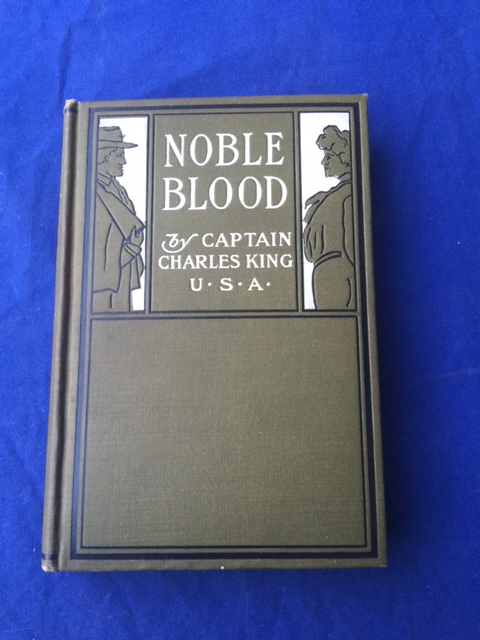 NOBLE
BLOOD
by CAPTAIN
CHARLES KING
U·S·A·